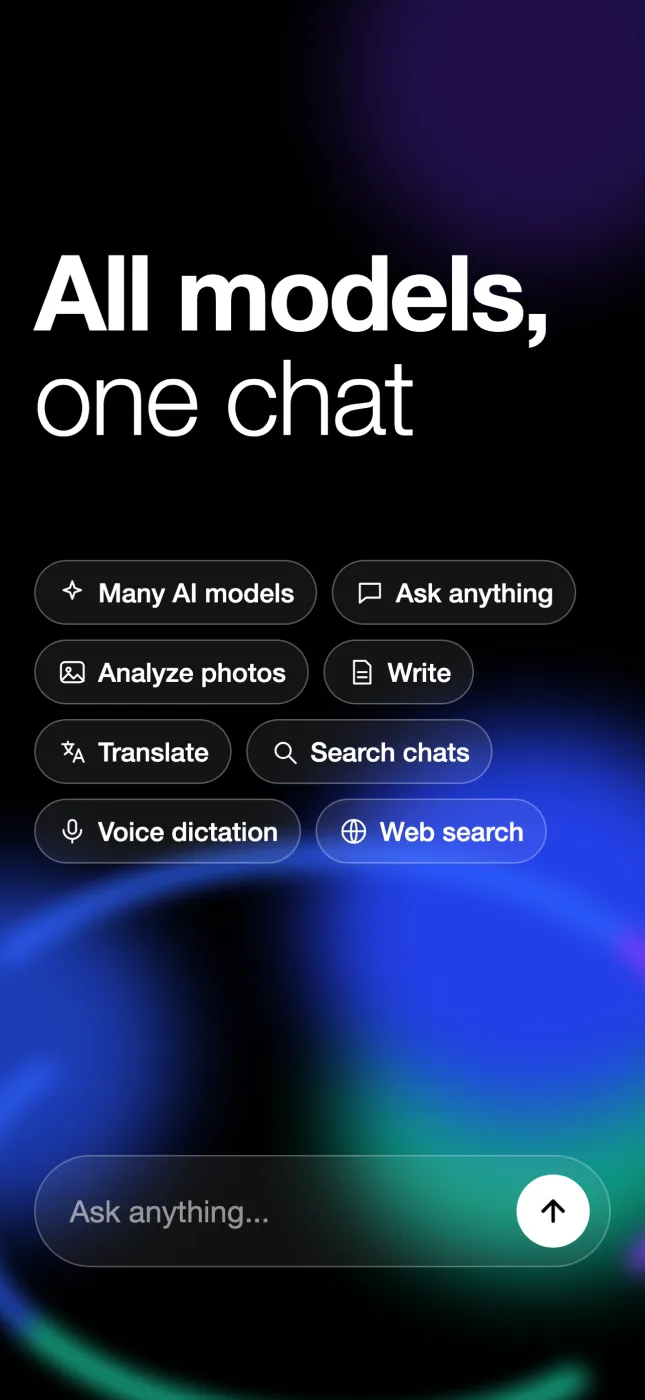 All models,
one chat
Many AI models
Ask anything
Analyze photos
Write
Translate
Search chats
Voice dictation
Web search
Ask anything...